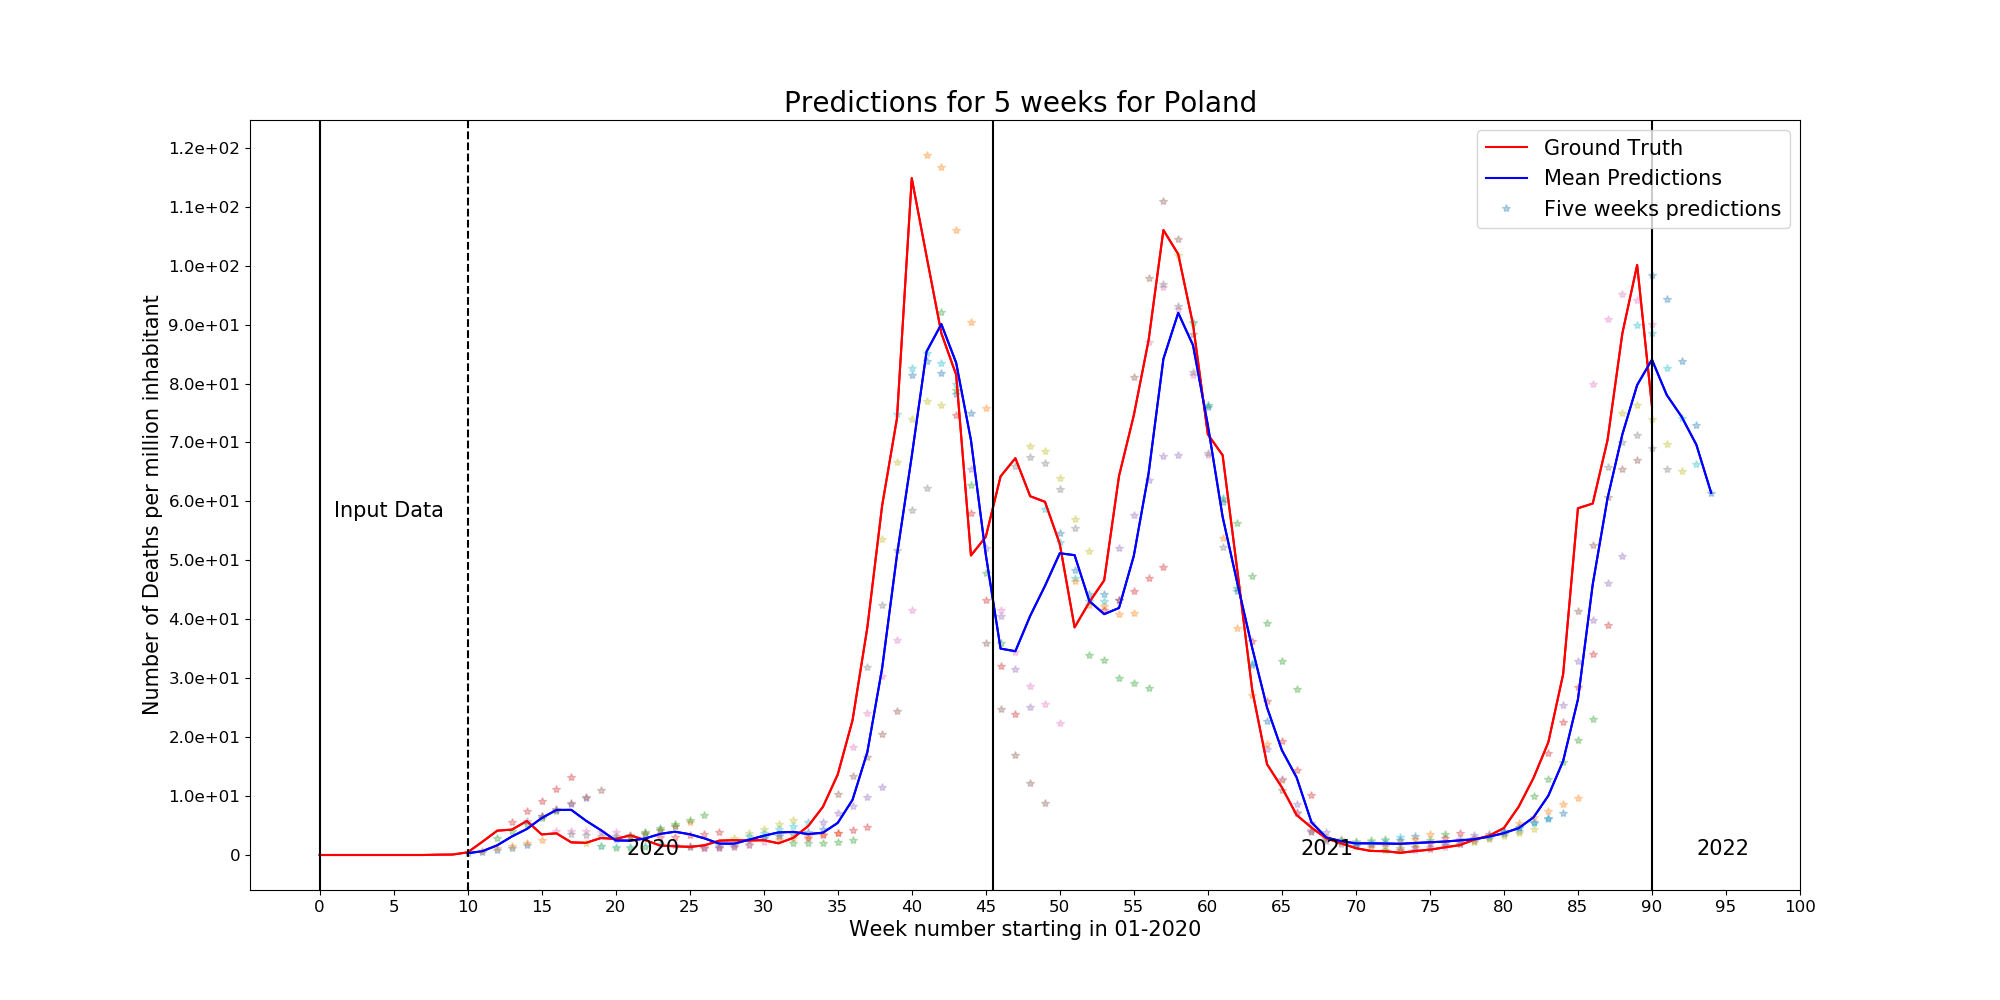 Predictions for 5 weeks for Poland
Number of Deaths per million inhabitant
1.2e+02
1.1e+02
1.0e+02
9.0e+01
8.0e+01
7.0e+01
6.0e+01
5.0e+01
4.0e+01
3.0e+01
2.0e+01
1.0e+01
0
Ground Truth
Mean Predictions
Five weeks predictions
Input Data
2020 2021 2022
0 5 10 15 20 25 30 35 40 45 50 55 60 65 70 75 80 85 90 95 100
Week number starting in 01-2020